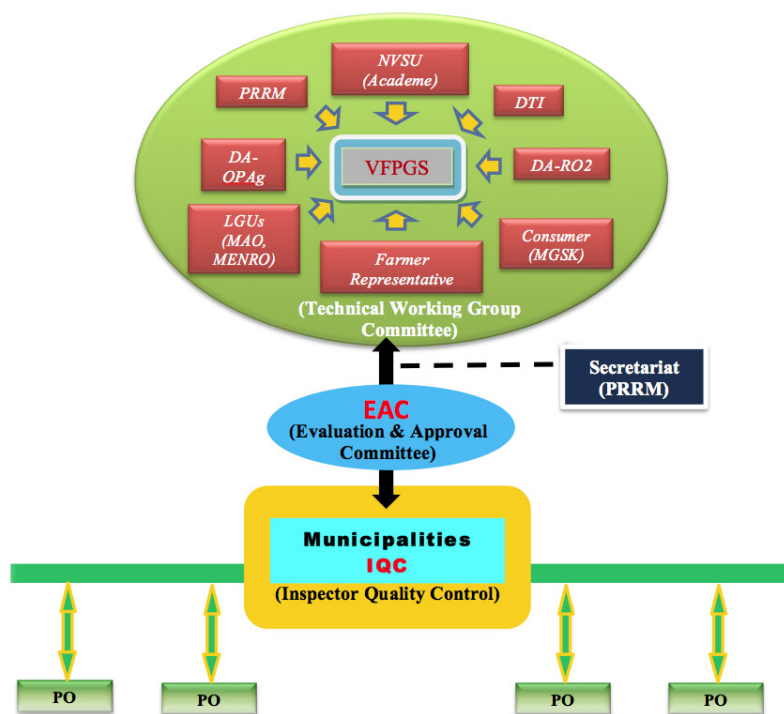 NVSU
(Academe)
PRRM
DTI
DA-
OPAg
VFPGS
DA-RO2
LGUs
(MAO,
MENRO)
Farmer
Representative
Consumer
(MGSK)
(Technical Working Group
Committee)
Secretariat
(PRRM)
EAC
(Evaluation & Approval
Committee)
Municipalities
IQC
(Inspector Quality Control)
PO
PO
PO
PO